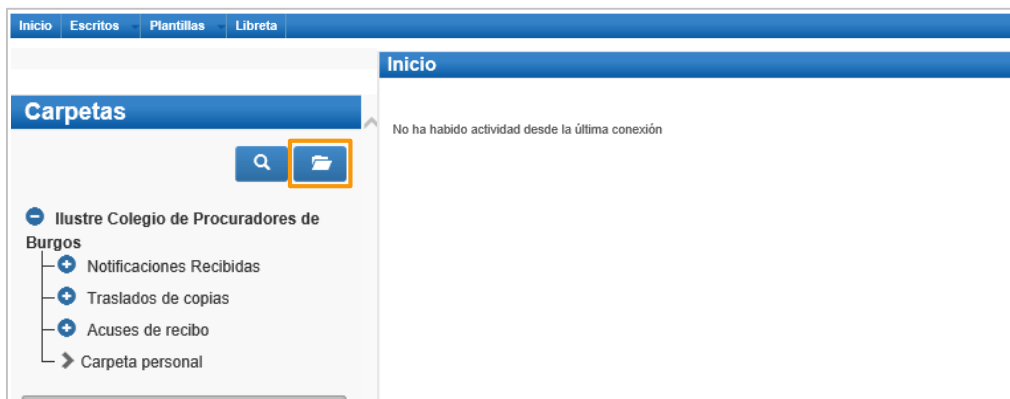 Inicio Escritos Plantillas Libreta
Inicio
Carpetas
No ha habido actividad desde la última conexión
Ilustre Colegio de Procuradores de
Burgos
Notificaciones Recibidas
Traslados de copias
Acuses de recibo
Carpeta personal